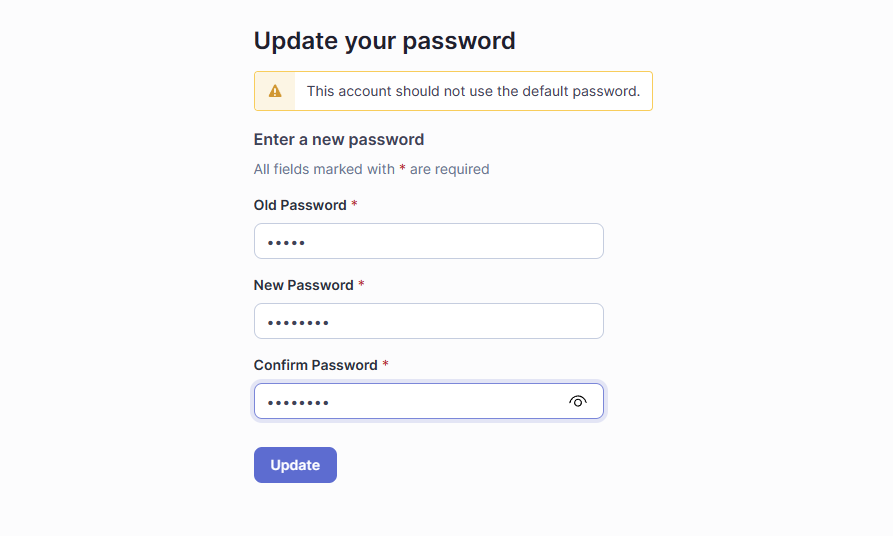 Update your password
This account should not use the default password.
Enter a new password
All fields marked with * are required
Old Password *
•••••
New Password *
••••••••
Confirm Password *
••••••••
Update